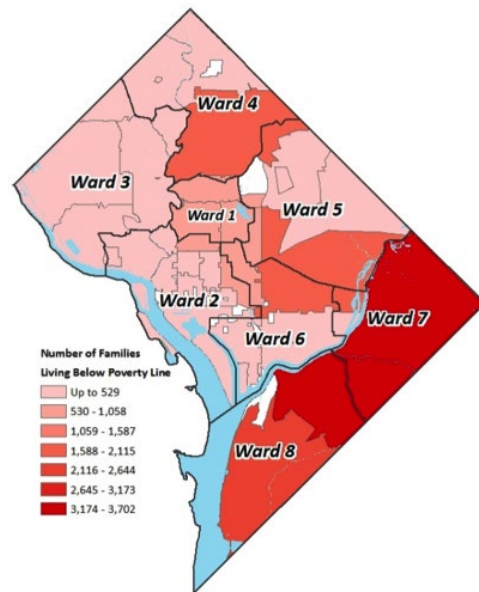 Ward 4
Ward 3
Ward 1
Ward 5
Ward 2
Ward 7
Ward 6
Ward 8
Number of Families
Living Below Poverty Line
Up to 529
530 - 1,058
1,059 - 1,587
1,588 - 2,115
2,116 - 2,644
2,645 - 3,173
3,174 - 3,702